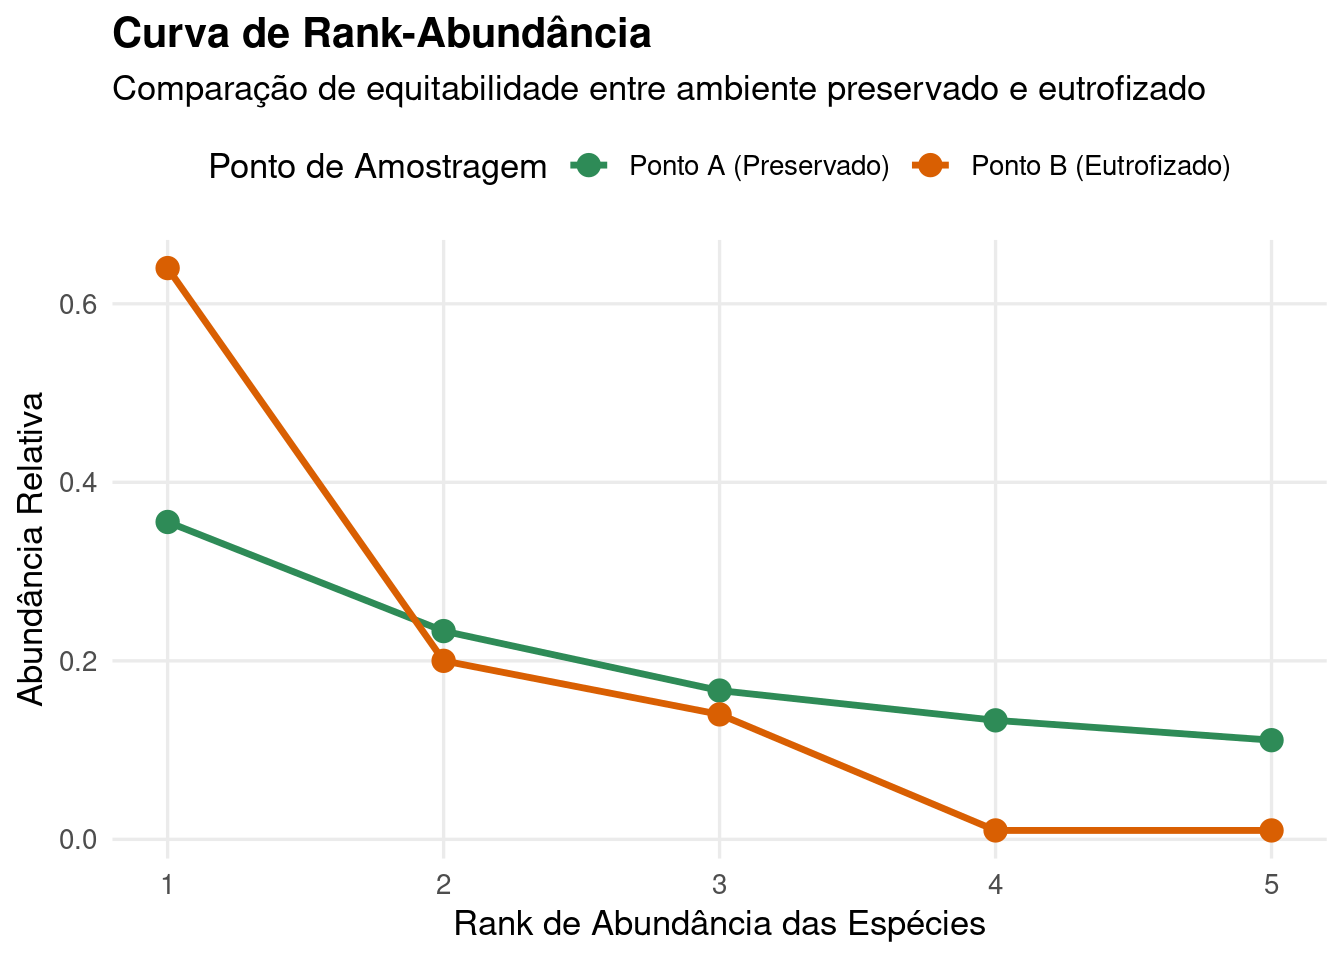 Curva de Rank-Abundância
Comparação de equitabilidade entre ambiente preservado e eutrofizado
Ponto de Amostragem Ponto A (Preservado) Ponto B (Eutrofizado)
Abundância Relativa
0.6
0.4
0.2
0.0
1 2 3 4 5
Rank de Abundância das Espécies